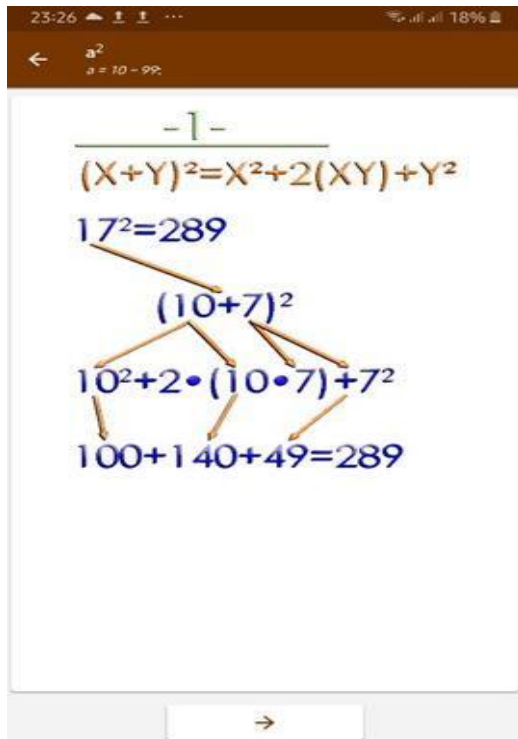 23:26 ... 18%
a²
a = 10 – 99;
-1-
(X+Y)²=X²+2(XY)+Y²
17²=289
(10+7)²
10²+2•(10•7)+7²
100+140+49=289